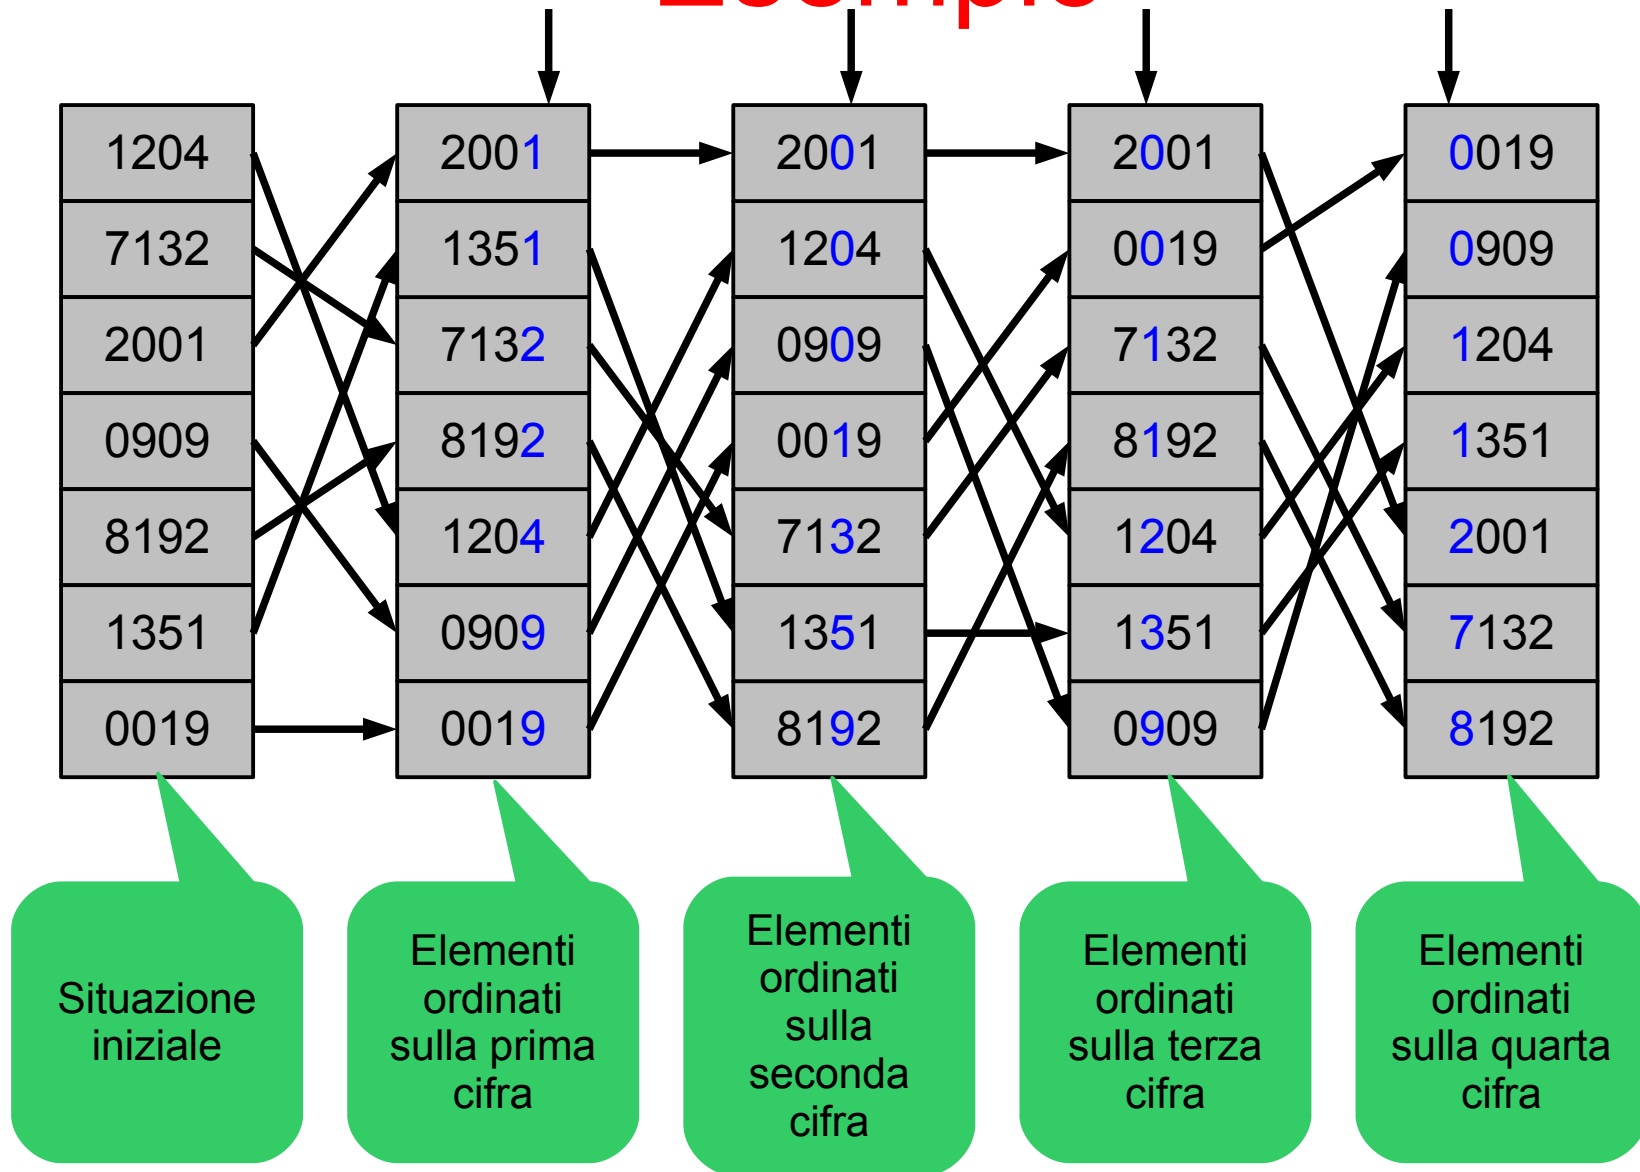 Esempio
1204 2001 2001 2001 0019
7132 1351 1204 0019 0909
2001 7132 0909 7132 1204
0909 8192 0019 8192 1351
8192 1204 7132 1204 2001
1351 0909 1351 1351 7132
0019 0019 8192 0909 8192
Situazione
iniziale
Elementi
ordinati
sulla prima
cifra
Elementi
ordinati
sulla
seconda
cifra
Elementi
ordinati
sulla terza
cifra
Elementi
ordinati
sulla quarta
cifra